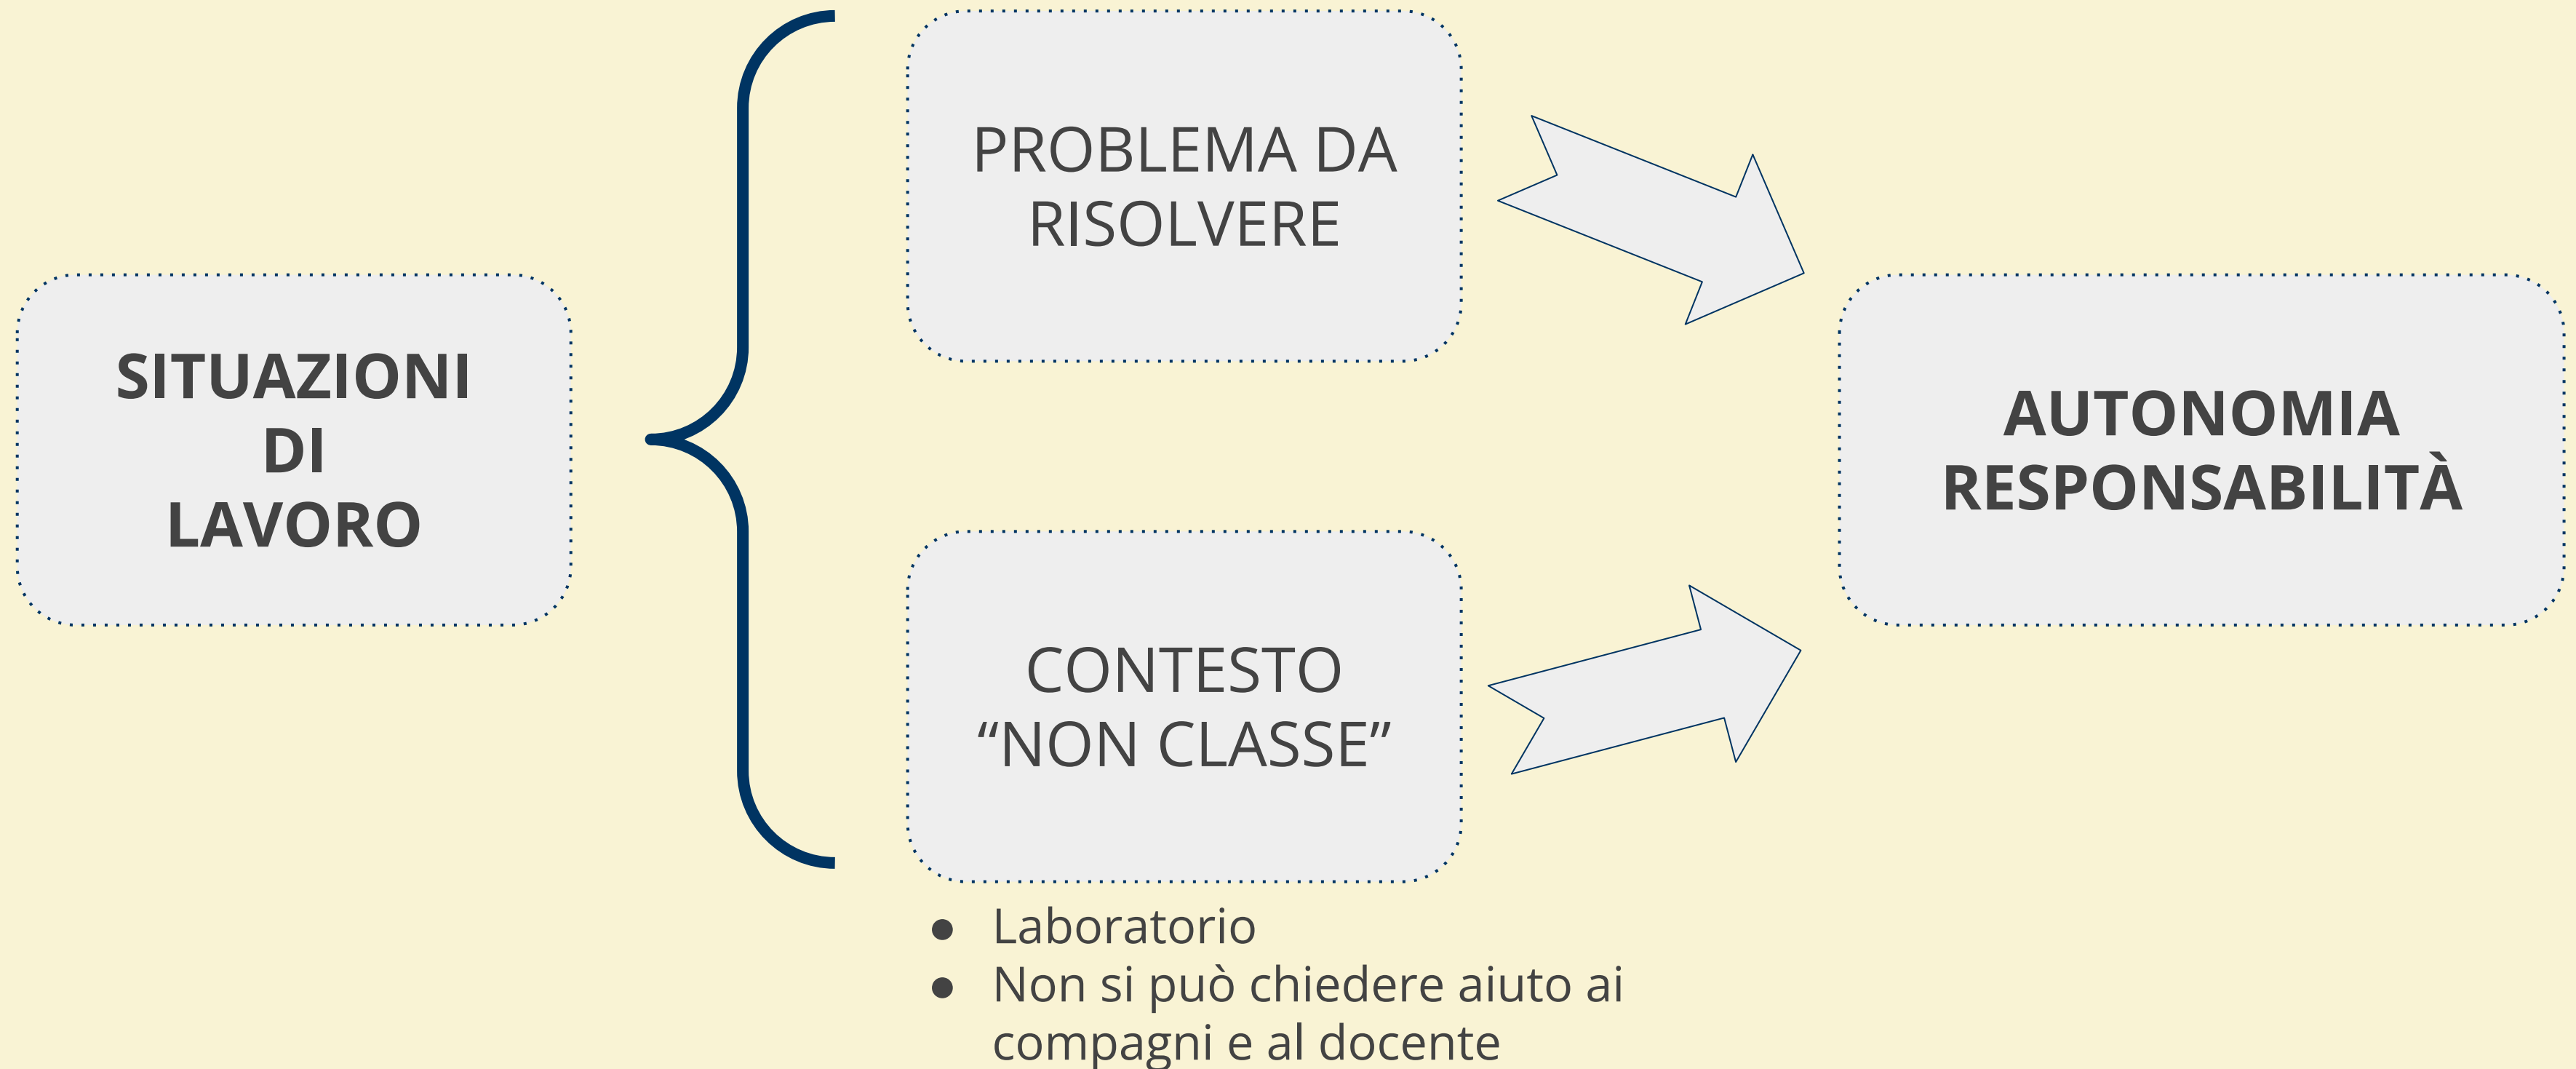 SITUAZIONI
DI
LAVORO
PROBLEMA DA
RISOLVERE
CONTESTO
“NON CLASSE”
● Laboratorio
● Non si può chiedere aiuto ai
compagni e al docente
AUTONOMIA
RESPONSABILITÀ